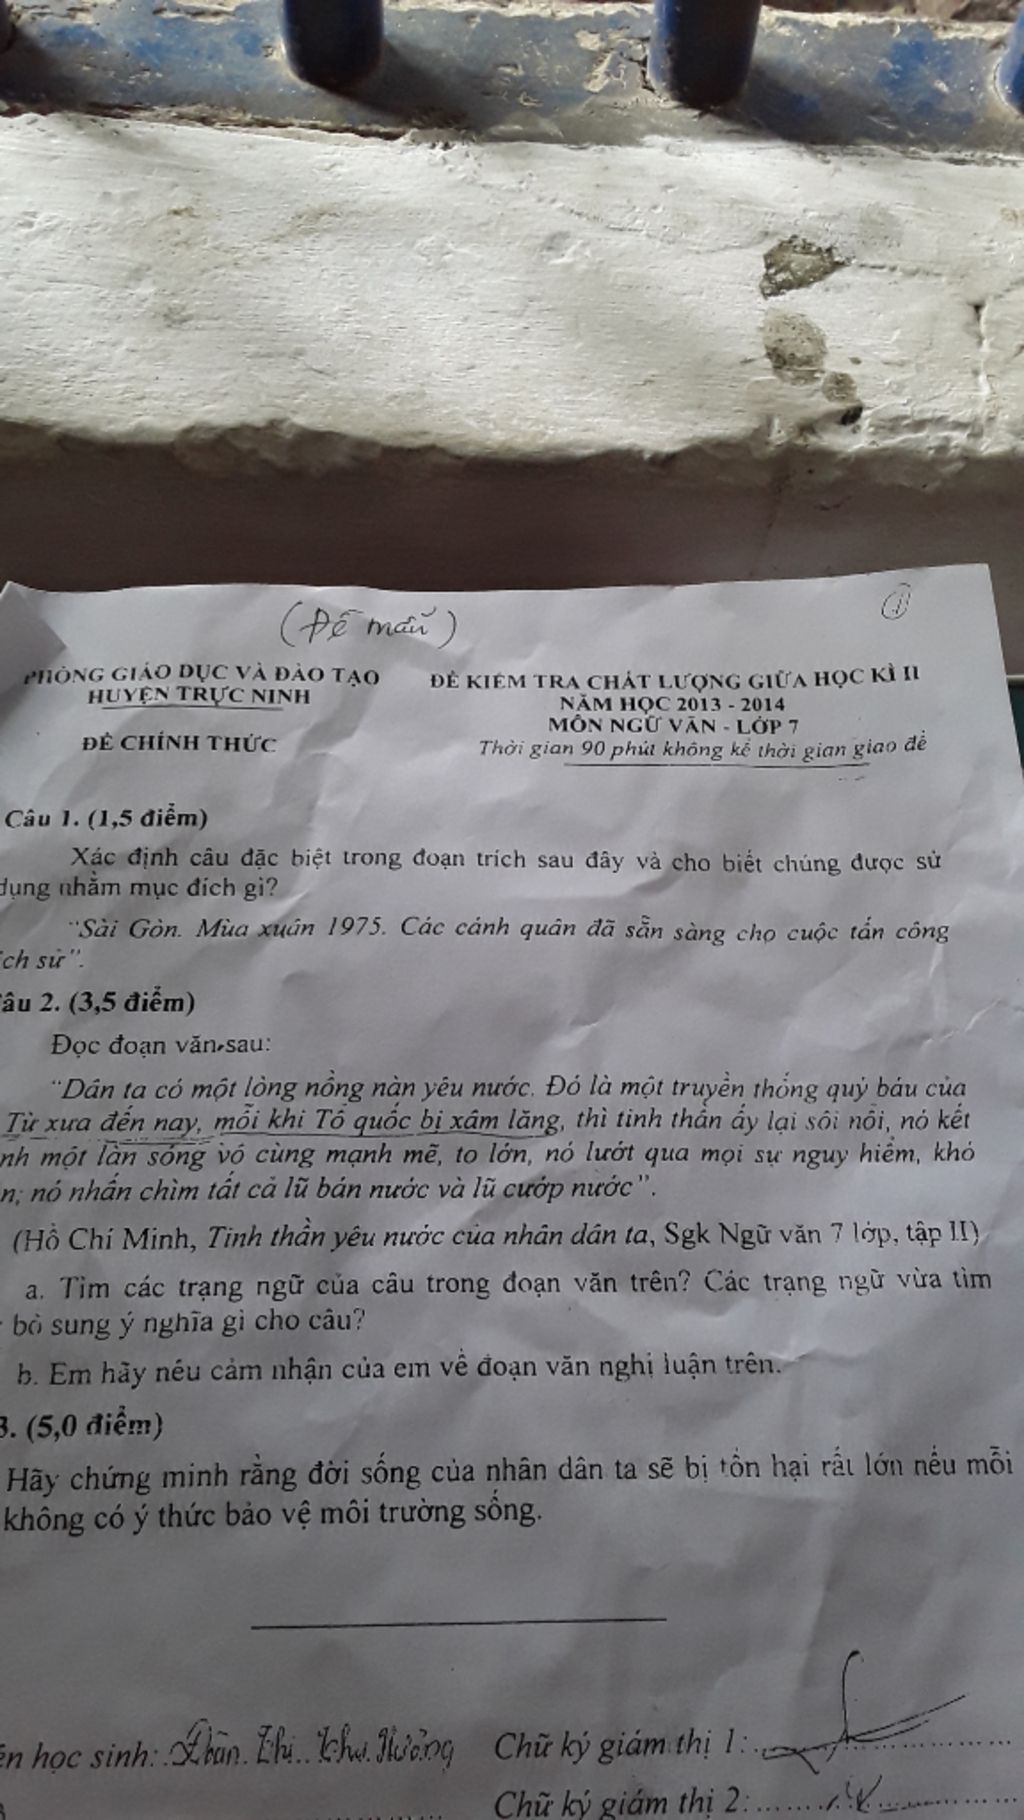 (Đề mẫu)
1
PHÒNG GIÁO DỤC VÀ ĐÀO TẠO
HUYỆN TRỰC NINH
ĐỀ CHÍNH THỨC
ĐỀ KIỂM TRA CHẤT LƯỢNG GIỮA HỌC KÌ II
NĂM HỌC 2013 - 2014
MÔN NGỮ VĂN - LỚP 7
Thời gian 90 phút không kể thời gian giao đề
Câu 1. (1,5 điểm)
Xác định câu đặc biệt trong đoạn trích sau đây và cho biết chúng được sử
dụng nhằm mục đích gì?
"Sài Gòn. Mùa xuân 1975. Các cánh quân đã sẵn sàng cho cuộc tấn công
ch sử".
âu 2. (3,5 điểm)
Đọc đoạn văn sau:
"Dân ta có một lòng nồng nàn yêu nước. Đó là một truyền thống quý báu của
Từ xưa đến nay, mỗi khi Tổ quốc bị xâm lăng, thì tinh thần ấy lại sôi nổi, nó kết
nh một làn sóng vô cùng mạnh mẽ, to lớn, nó lướt qua mọi sự nguy hiểm, khó
n; nó nhấn chìm tất cả lũ bán nước và lũ cướp nước".
(Hồ Chí Minh, Tinh thần yêu nước của nhân dân ta, Sgk Ngữ văn 7 lớp, tập II)
a. Tìm các trạng ngữ của câu trong đoạn văn trên? Các trạng ngữ vừa tìm
bổ sung ý nghĩa gì cho câu?
b. Em hãy nêu cảm nhận của em về đoạn văn nghị luận trên.
3. (5,0 điểm)
Hãy chứng minh rằng đời sống của nhân dân ta sẽ bị tổn hại rất lớn nếu mỗi
không có ý thức bảo vệ môi trường sống.
ên học sinh: Thị Thu Hường
Chữ ký giám thị 1:
Chữ ký giám thị 2: